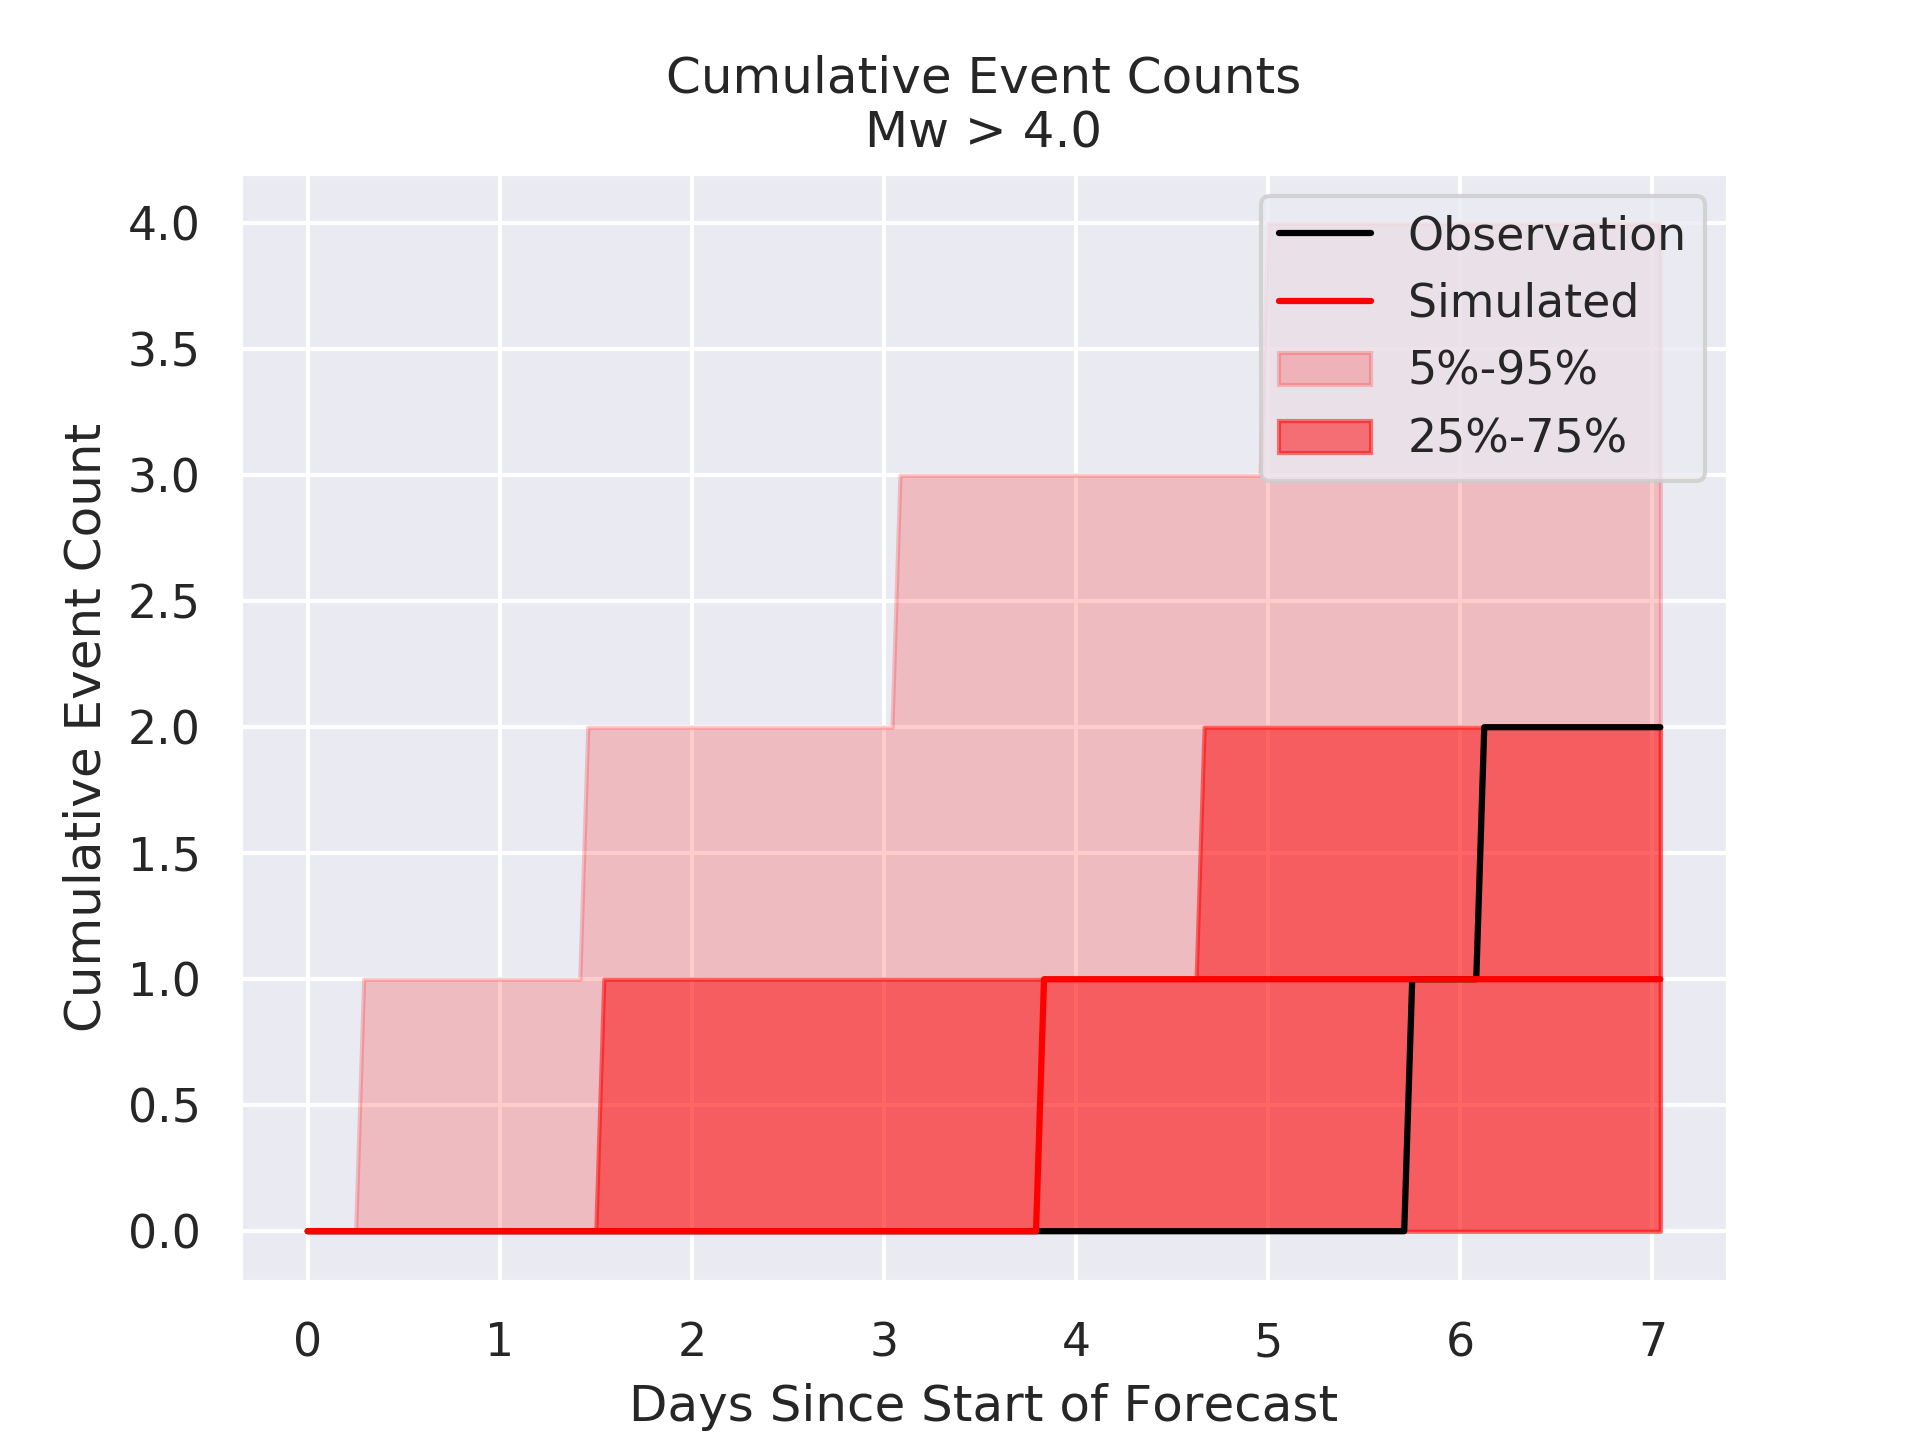 Cumulative Event Counts
Mw > 4.0
Cumulative Event Count
4.0
3.5
3.0
2.5
2.0
1.5
1.0
0.5
0.0
Observation
Simulated
5%-95%
25%-75%
0 1 2 3 4 5 6 7
Days Since Start of Forecast